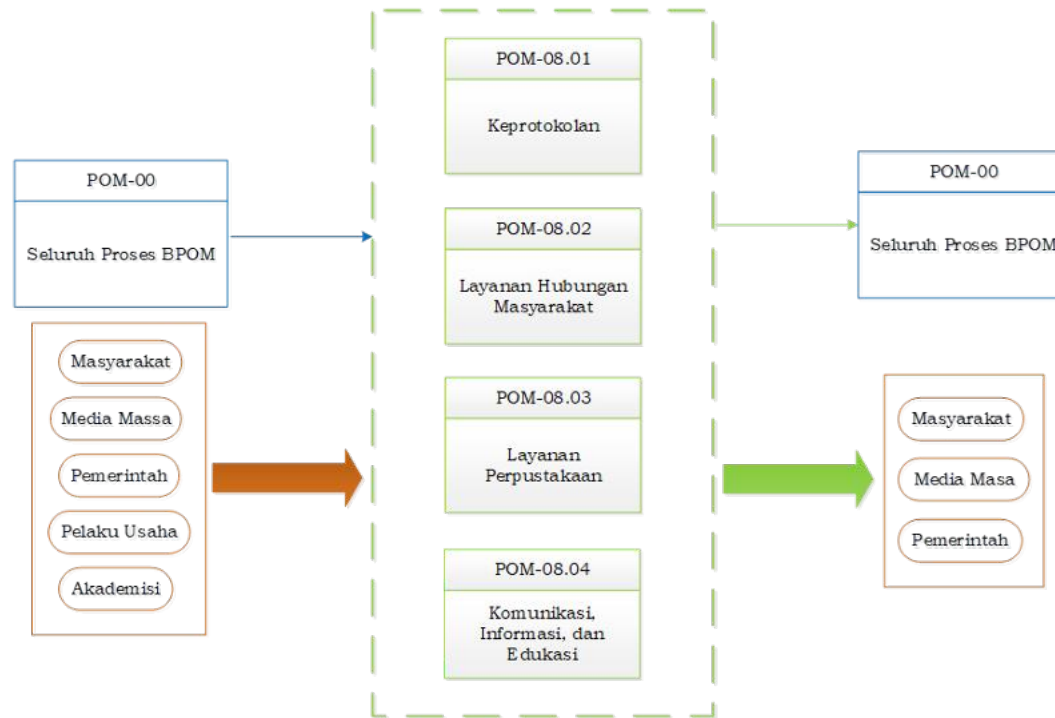 POM-00
Seluruh Proses BPOM
Masyarakat
Media Massa
Pemerintah
Pelaku Usaha
Akademisi
POM-08.01
Keprotokolan
POM-08.02
Layanan Hubungan
Masyarakat
POM-08.03
Layanan
Perpustakaan
POM-08.04
Komunikasi,
Informasi, dan
Edukasi
POM-00
Seluruh Proses BPOM
Masyarakat
Media Masa
Pemerintah